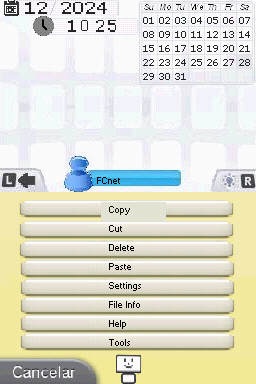 12/2024
10 25
Su Mo Tu We Th Fr Sa
01 02 03 04 05 06 07
08 09 10 11 12 13 14
15 16 17 18 19 20 21
22 23 24 25 26 27 28
29 30 31
L
FCnet
R
Copy
Cut
Delete
Paste
Settings
File Info
Help
Tools
Cancelar